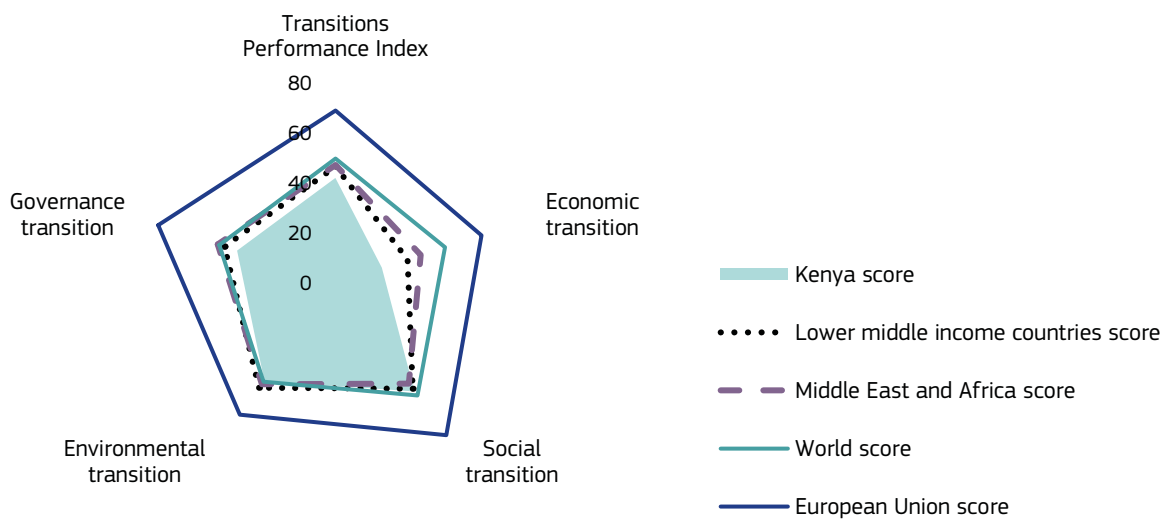 Transitions
Performance Index
80
60
40
20
0
Governance
transition
Economic
transition
Environmental
transition
Social
transition
Kenya score
Lower middle income countries score
Middle East and Africa score
World score
European Union score